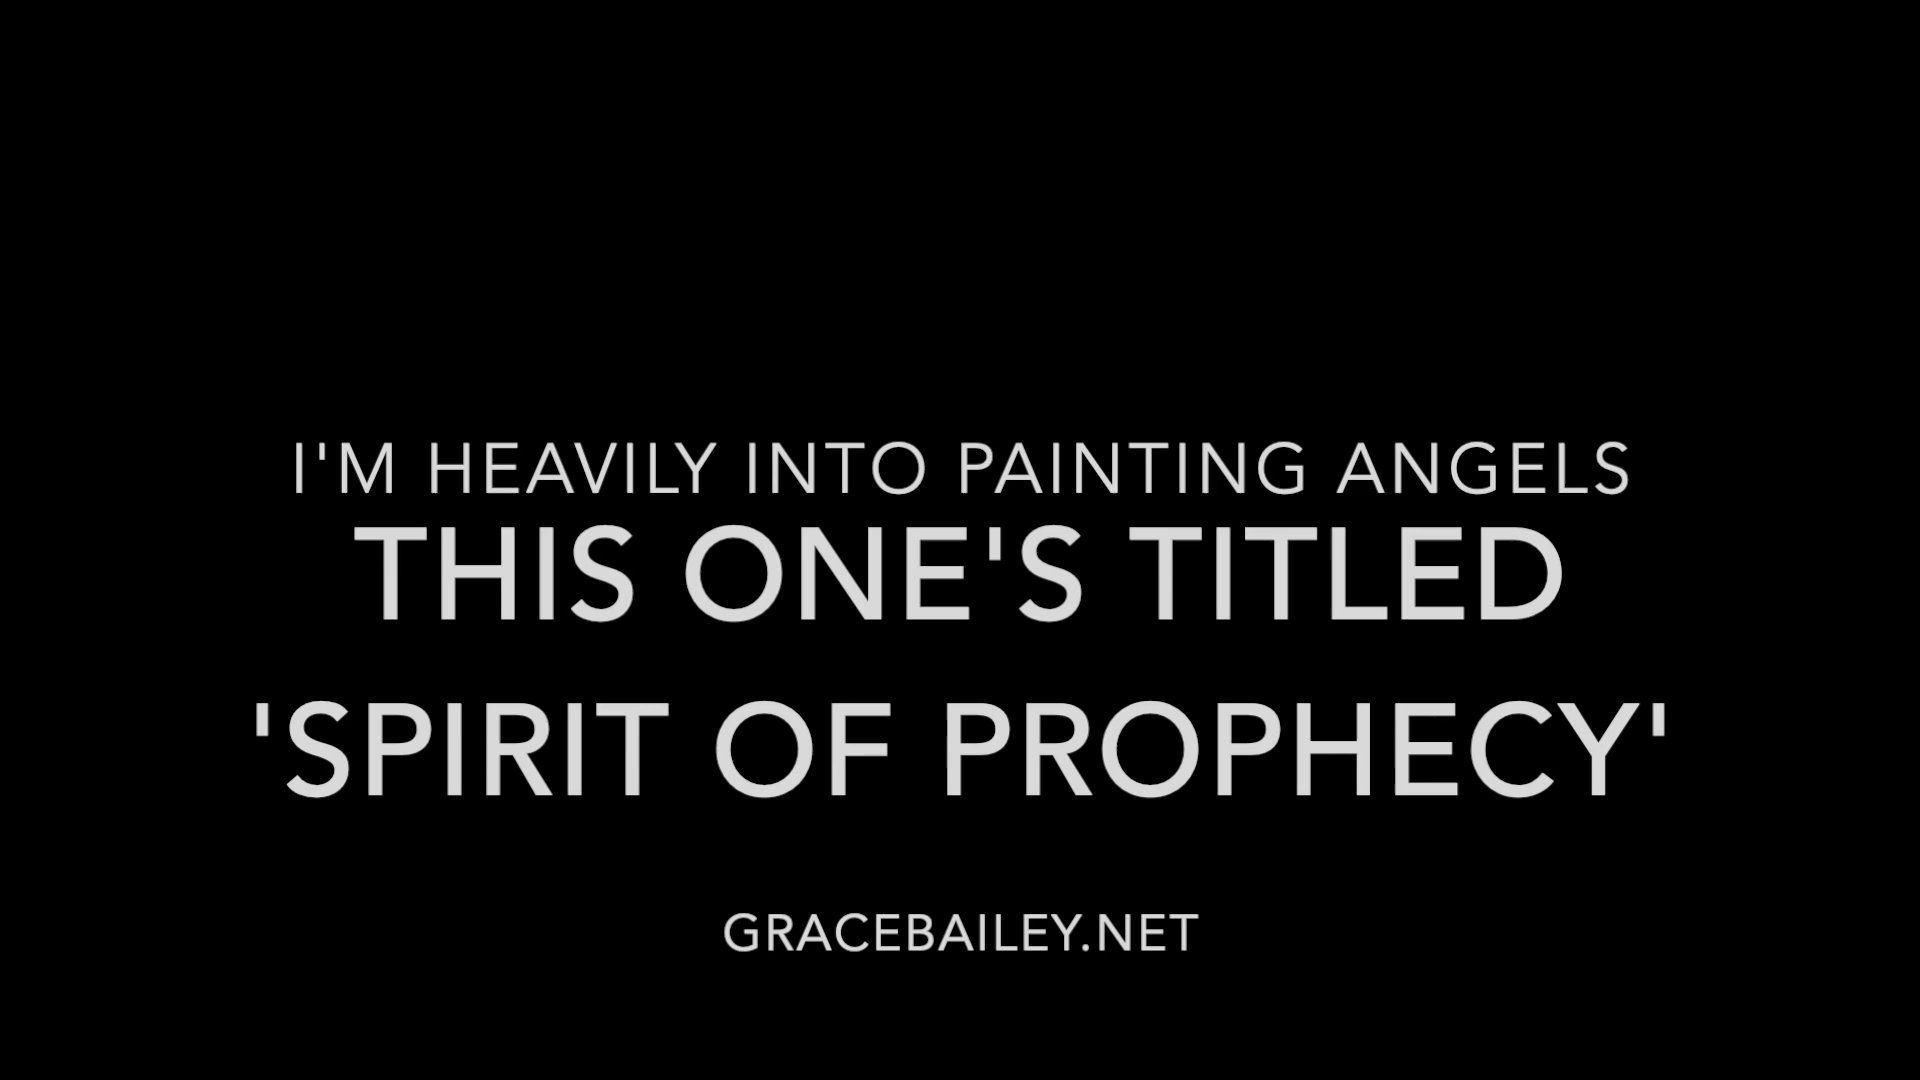 I'M HEAVILY INTO PAINTING ANGELS
THIS ONE'S TITLED
'SPIRIT OF PROPHECY'
GRACEBAILEY.NET